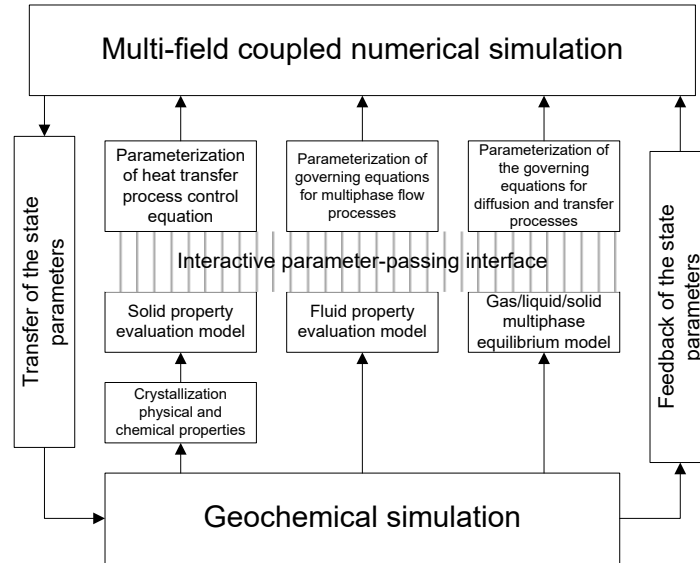 Multi-field coupled numerical simulation
Transfer of the state
parameters
Parameterization
of heat transfer
process control
equation
Parameterization of
governing equations
for multiphase flow
processes
Parameterization of
the governing
equations for
diffusion and transfer
processes
Feedback of the state
parameters
Interactive parameter-passing interface
Solid property
evaluation model
Fluid property
evaluation model
Gas/liquid/solid
multiphase
equilibrium model
Crystallization
physical and
chemical properties
Geochemical simulation